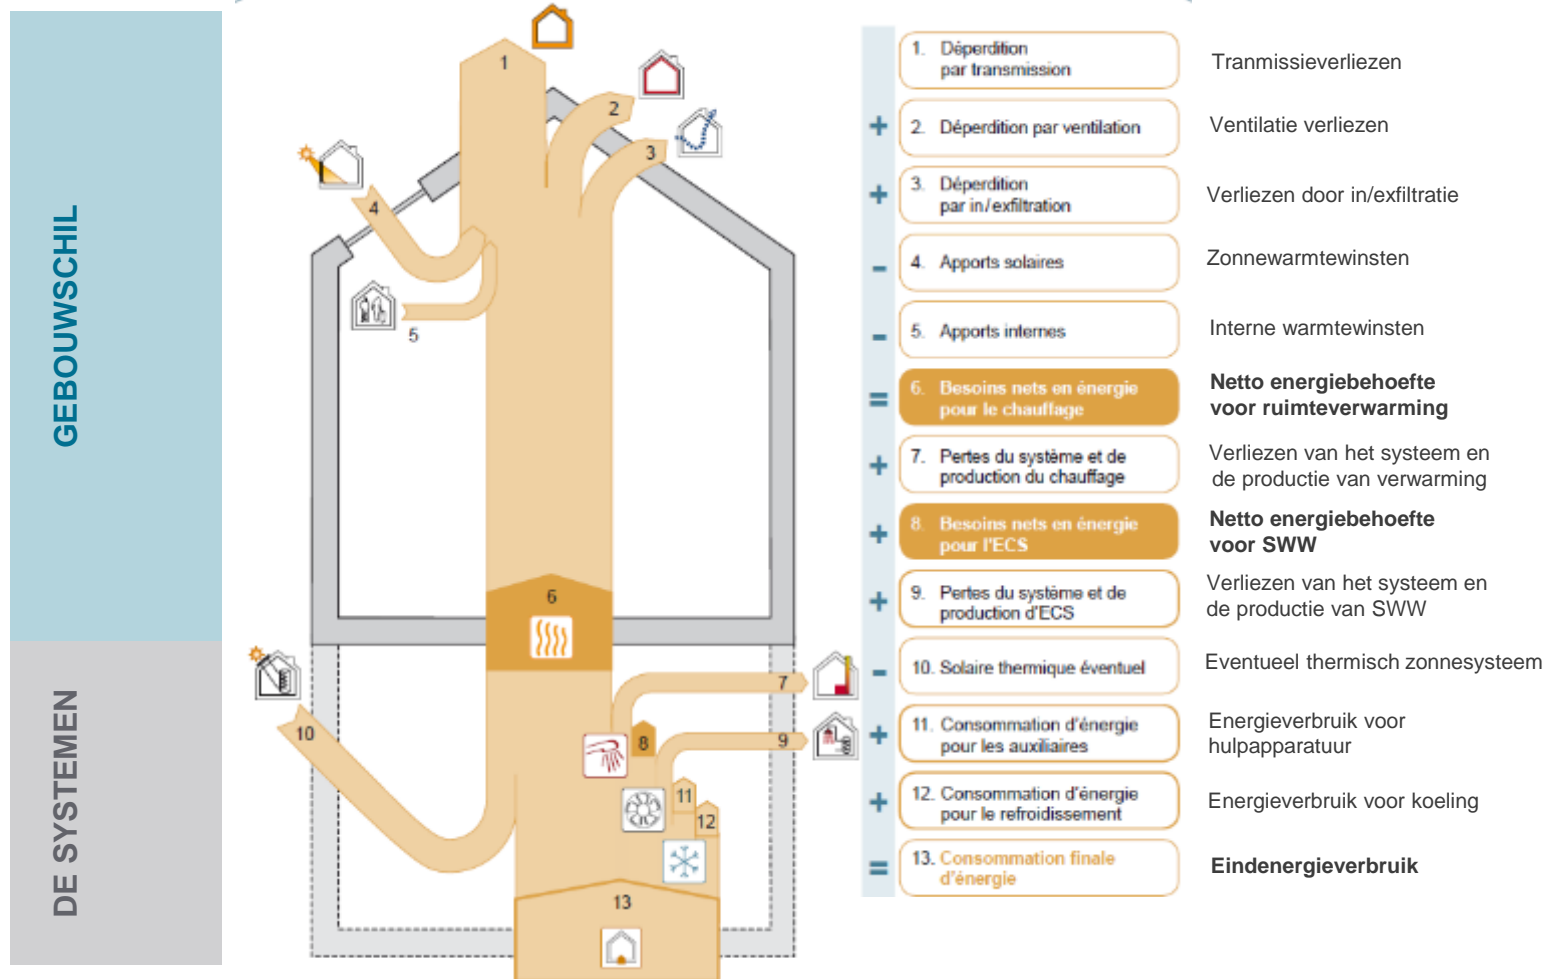 GEBOUWSCHIL
DE SYSTEMEN
1
2
3
4
5
6
7
8
9
10
11
12
13
1. Déperdition
par transmission
Tranmissieverliezen
+
2. Déperdition par ventilation
Ventilatie verliezen
+
3. Déperdition
par in/exfiltration
Verliezen door in/exfiltratie
-
4. Apports solaires
Zonnewarmtewinsten
-
5. Apports internes
Interne warmtewinsten
=
6. Besoins nets en énergie
pour le chauffage
Netto energiebehoefte
voor ruimteverwarming
+
7. Pertes du système et de
production du chauffage
Verliezen van het systeem en
de productie van verwarming
+
8. Besoins nets en énergie
pour l'ECS
Netto energiebehoefte
voor SWW
+
9. Pertes du système et de
production d'ECS
Verliezen van het systeem en
de productie van SWW
-
10. Solaire thermique éventuel
Eventueel thermisch zonnesysteem
+
11. Consommation d'énergie
pour les auxiliaires
Energieverbruik voor
hulpapparatuur
+
12. Consommation d'énergie
pour le refroidissement
Energieverbruik voor koeling
=
13. Consommation finale
d'énergie
Eindenergieverbruik